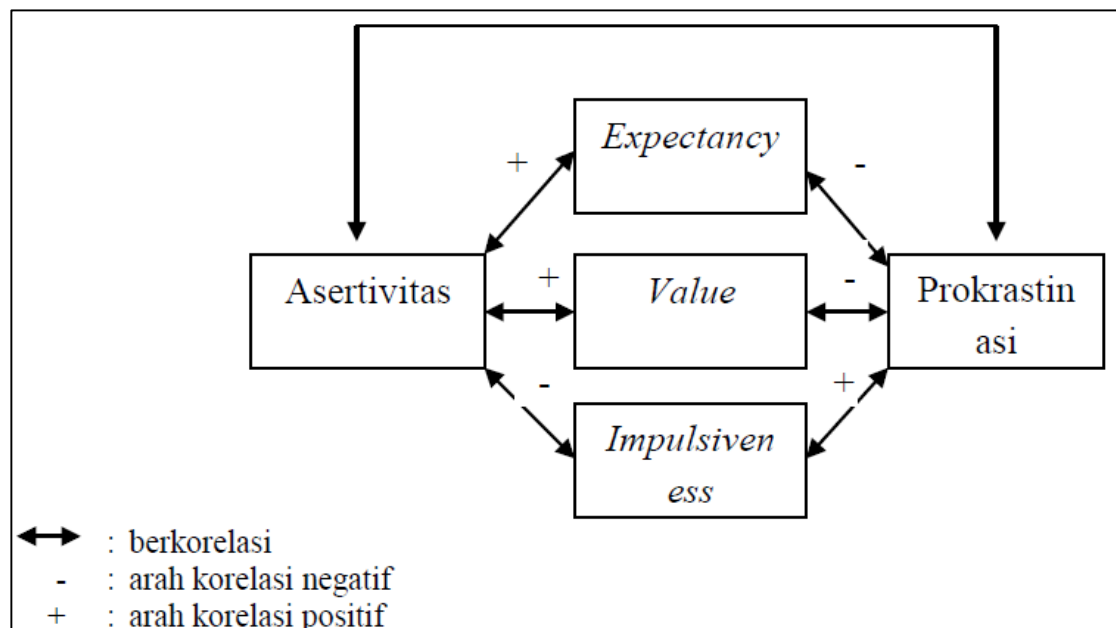 Expectancy
+
-
Asertivitas
+
Value
-
Prokrastin
asi
-
+
Impulsiven
ess
: berkorelasi
- : arah korelasi negatif
+ : arah korelasi positif